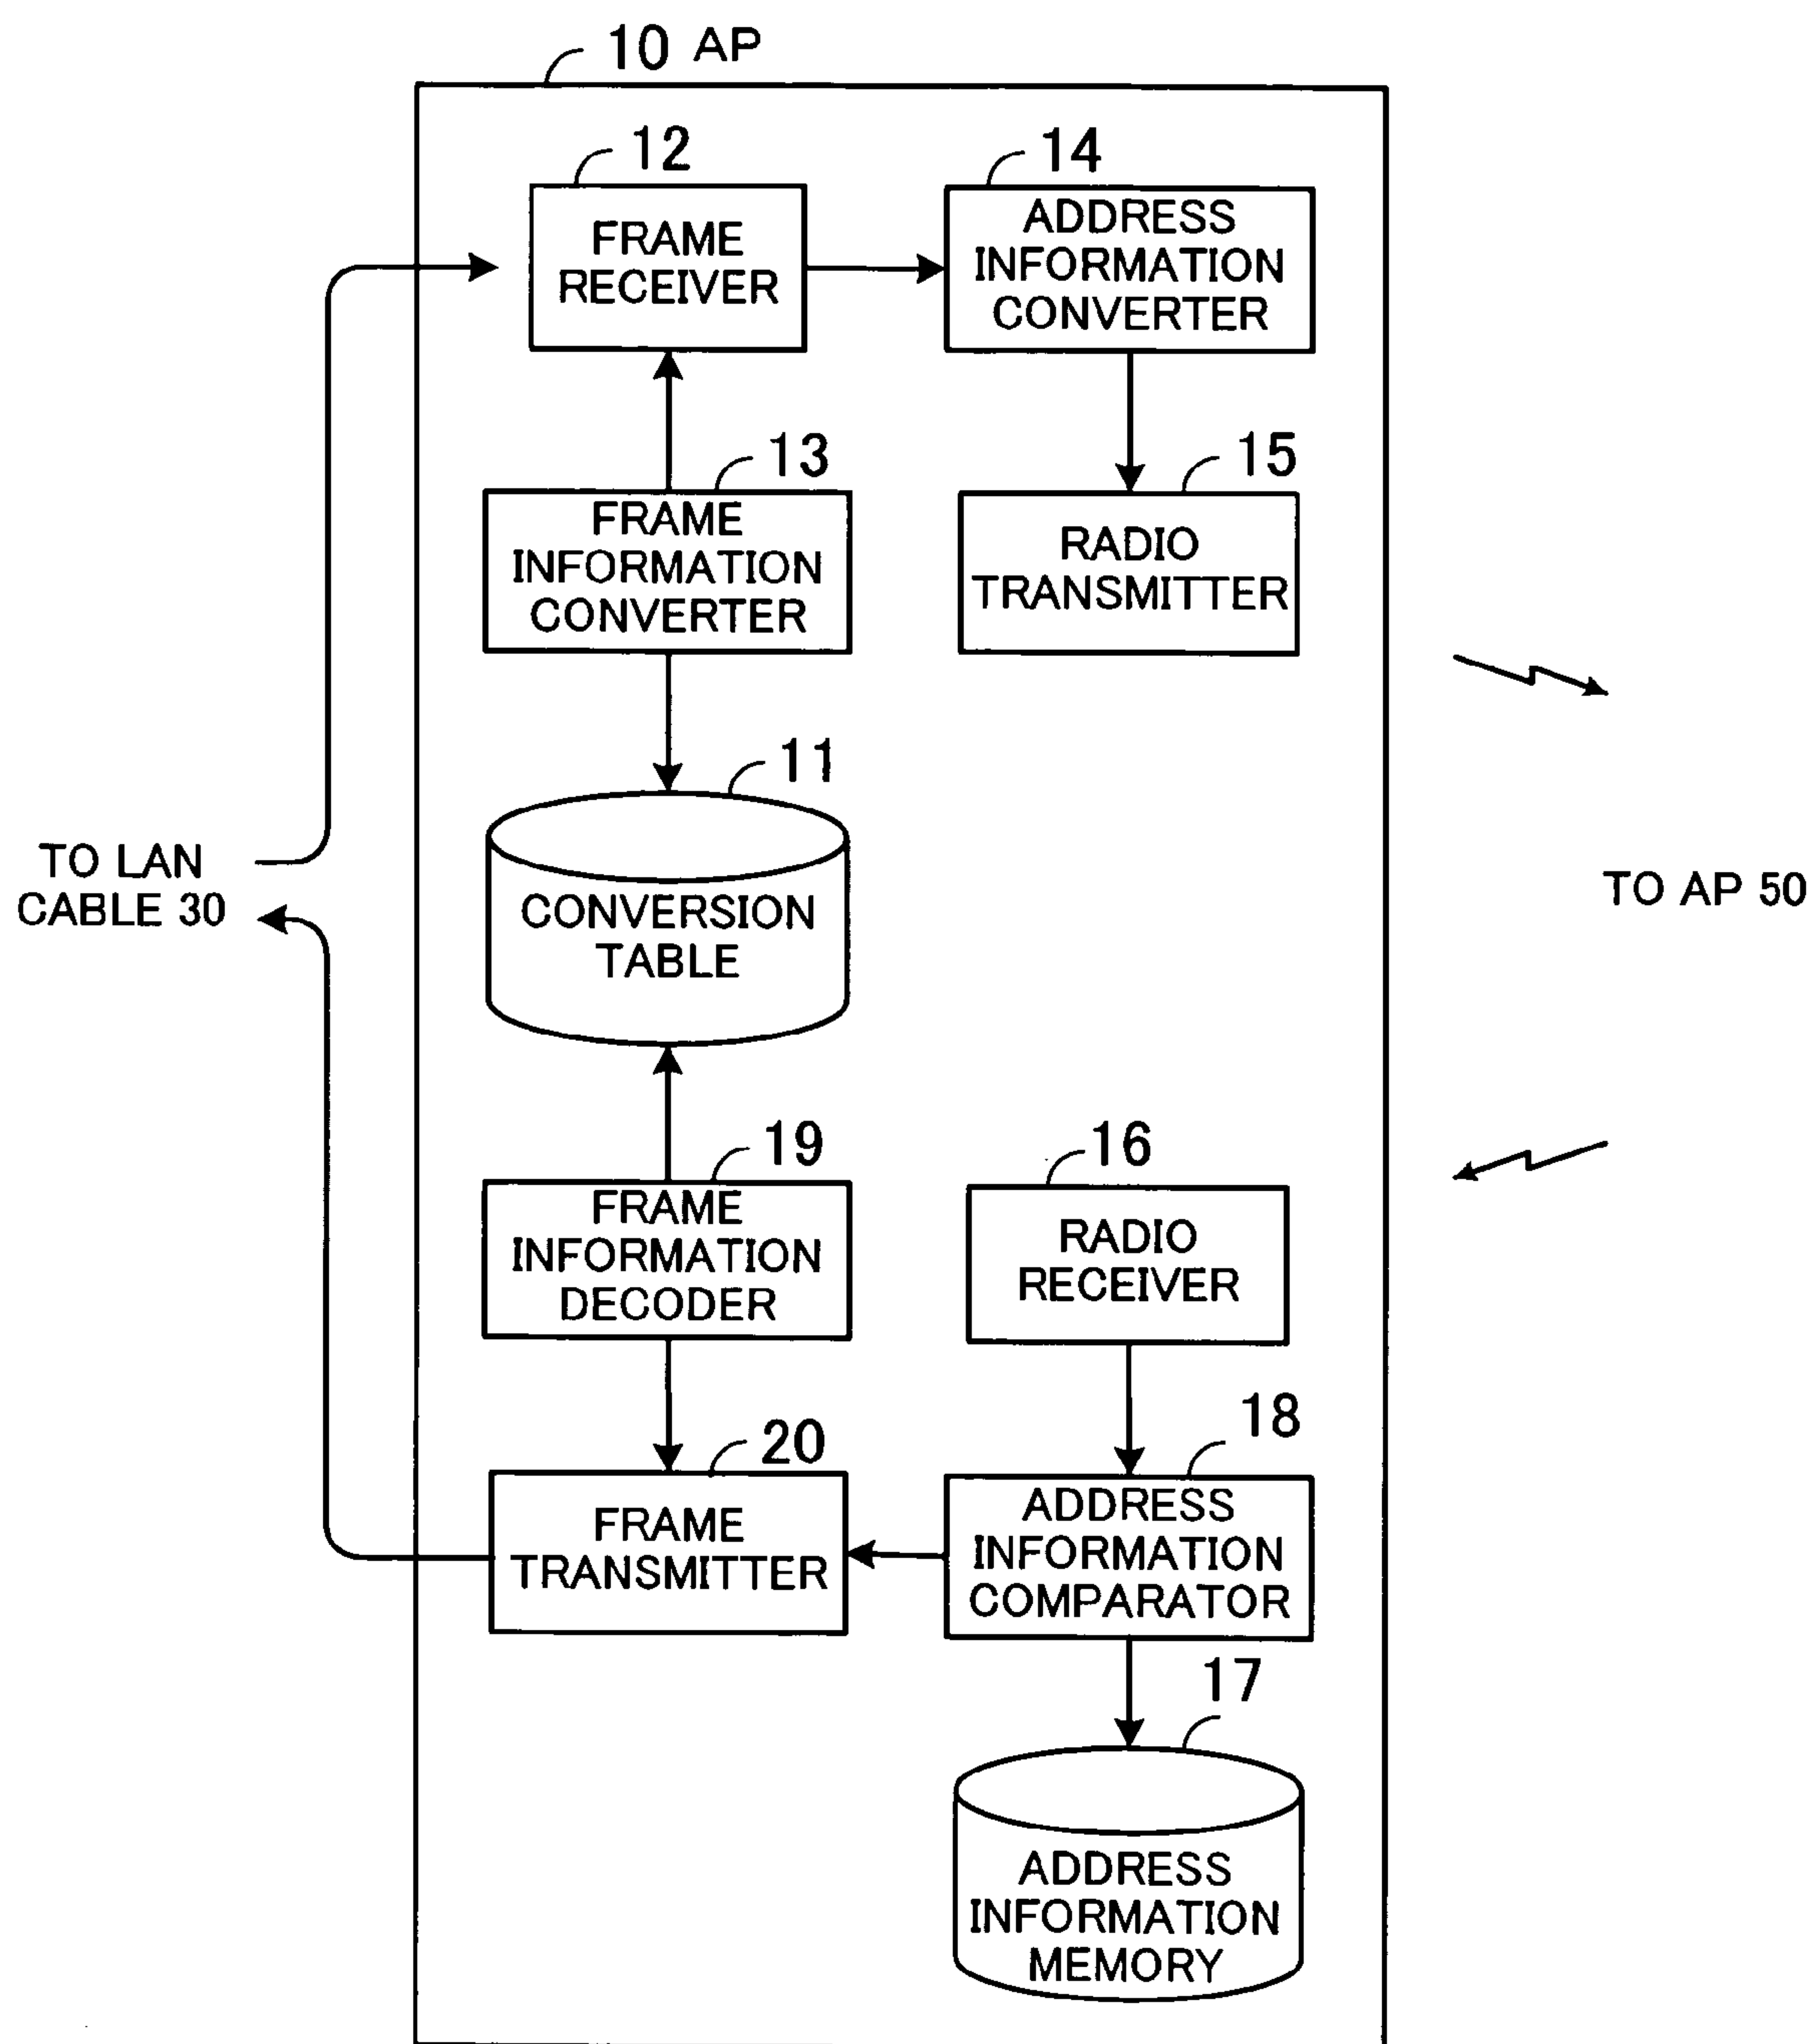 10 AP
12
FRAME
RECEIVER
14
ADDRESS
INFORMATION
CONVERTER
13
FRAME
INFORMATION
CONVERTER
15
RADIO
TRANSMITTER
11
CONVERSION
TABLE
TO LAN
CABLE 30
TO AP 50
19
FRAME
INFORMATION
DECODER
16
RADIO
RECEIVER
20
FRAME
TRANSMITTER
18
ADDRESS
INFORMATION
COMPARATOR
17
ADDRESS
INFORMATION
MEMORY